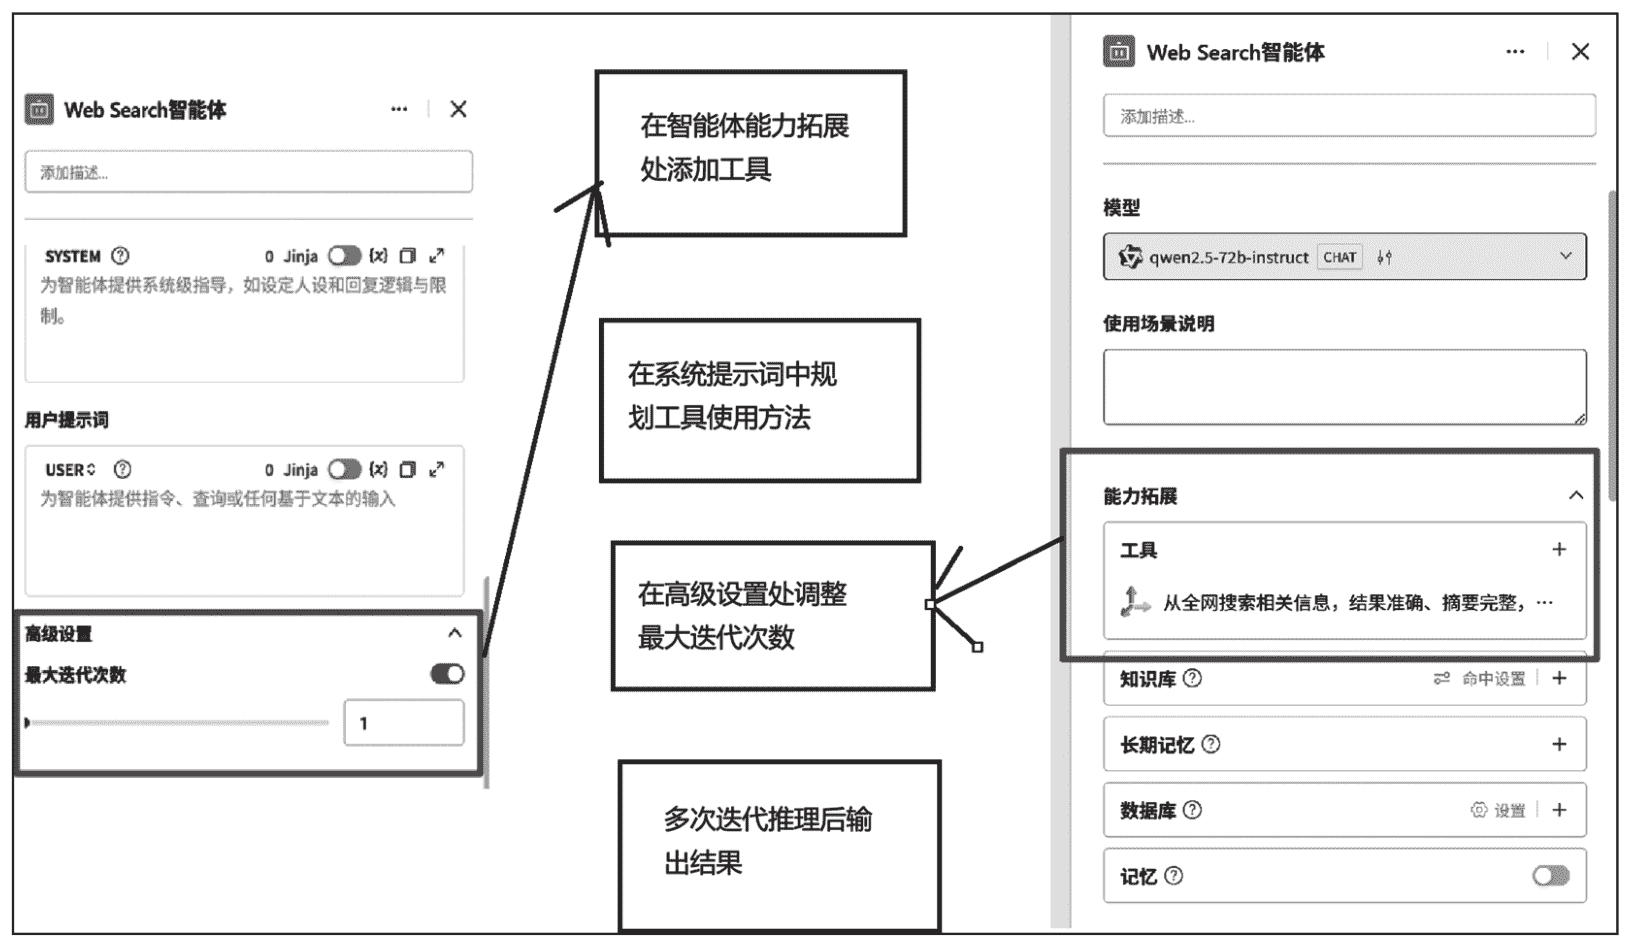 Web Search智能体
添加描述...
SYSTEM
0 Jinja {x}
为智能体提供系统级指导，如设定人设和回复逻辑与限
制。
用户提示词
USER
0 Jinja {x}
为智能体提供指令、查询或任何基于文本的输入
高级设置
最大迭代次数
1
在智能体能力拓展
处添加工具
在系统提示词中规
划工具使用方法
在高级设置处调整
最大迭代次数
多次迭代推理后输
出结果
Web Search智能体
添加描述...
模型
qwen2.5-72b-instruct CHAT
使用场景说明
能力拓展
工具
从全网搜索相关信息，结果准确、摘要完整，...
知识库 命中设置
长期记忆
数据库 设置
记忆